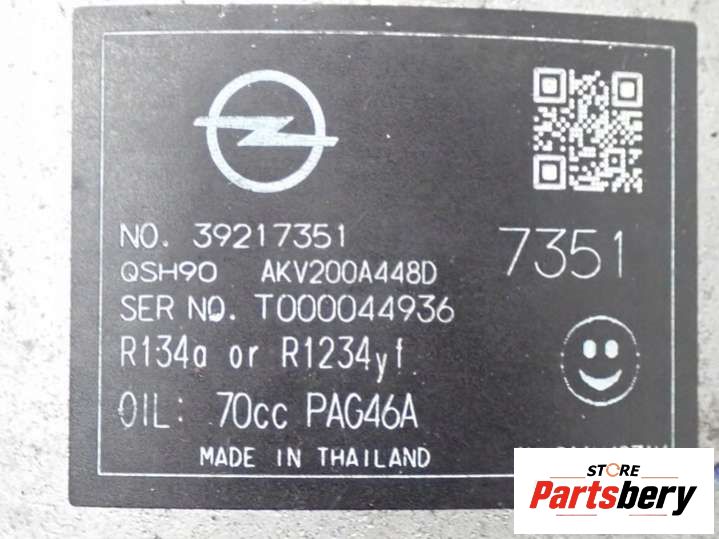 NO. 39217351
7351
QSH90 AKV200A448D
SER NO. T000044936
R134a or R1234yf
OIL: 70cc PAG46A
MADE IN THAILAND
STORE
Partsbery